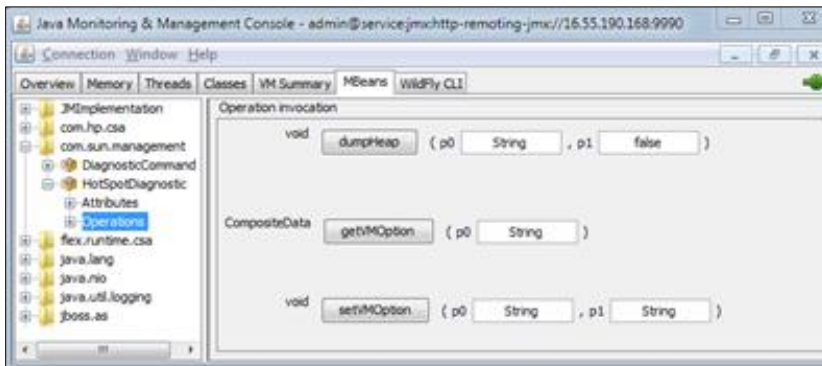 Java Monitoring & Management Console - admin@service:jmx:http-remoting-jmx://16.55.190.168:9990
Connection Window Help
Overview Memory Threads Classes VM Summary MBeans WildFly CLI
JMImplementation
com.hp.csa
com.sun.management
DiagnosticCommand
HotSpotDiagnostic
Attributes
Operations
flex.runtime.csa
java.lang
java.nio
java.util.logging
jboss.as
Operation invocation
void dumpHeap ( p0 String , p1 false )
CompositeData getVMOption ( p0 String )
void setVMOption ( p0 String , p1 String )